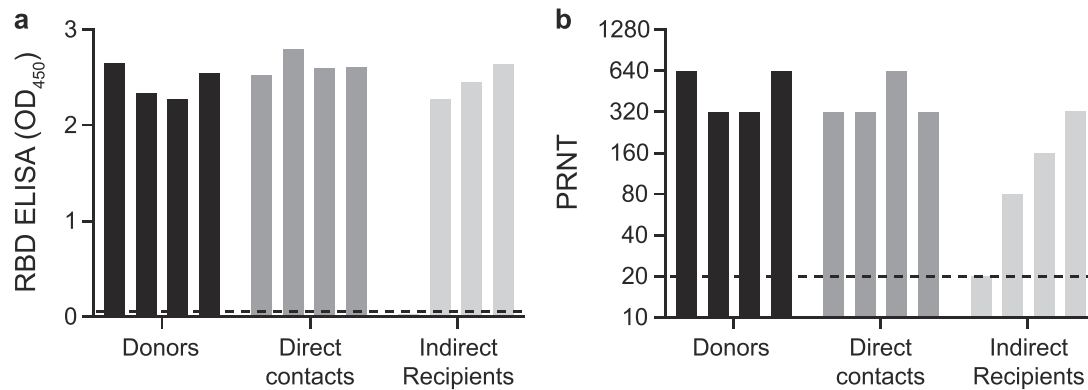 a
RBD ELISA (OD450)
3
2
1
0
Donors
Direct
contacts
Indirect
Recipients
b
PRNT
1280
640
320
160
80
40
20
10
Donors
Direct
contacts
Indirect
Recipients